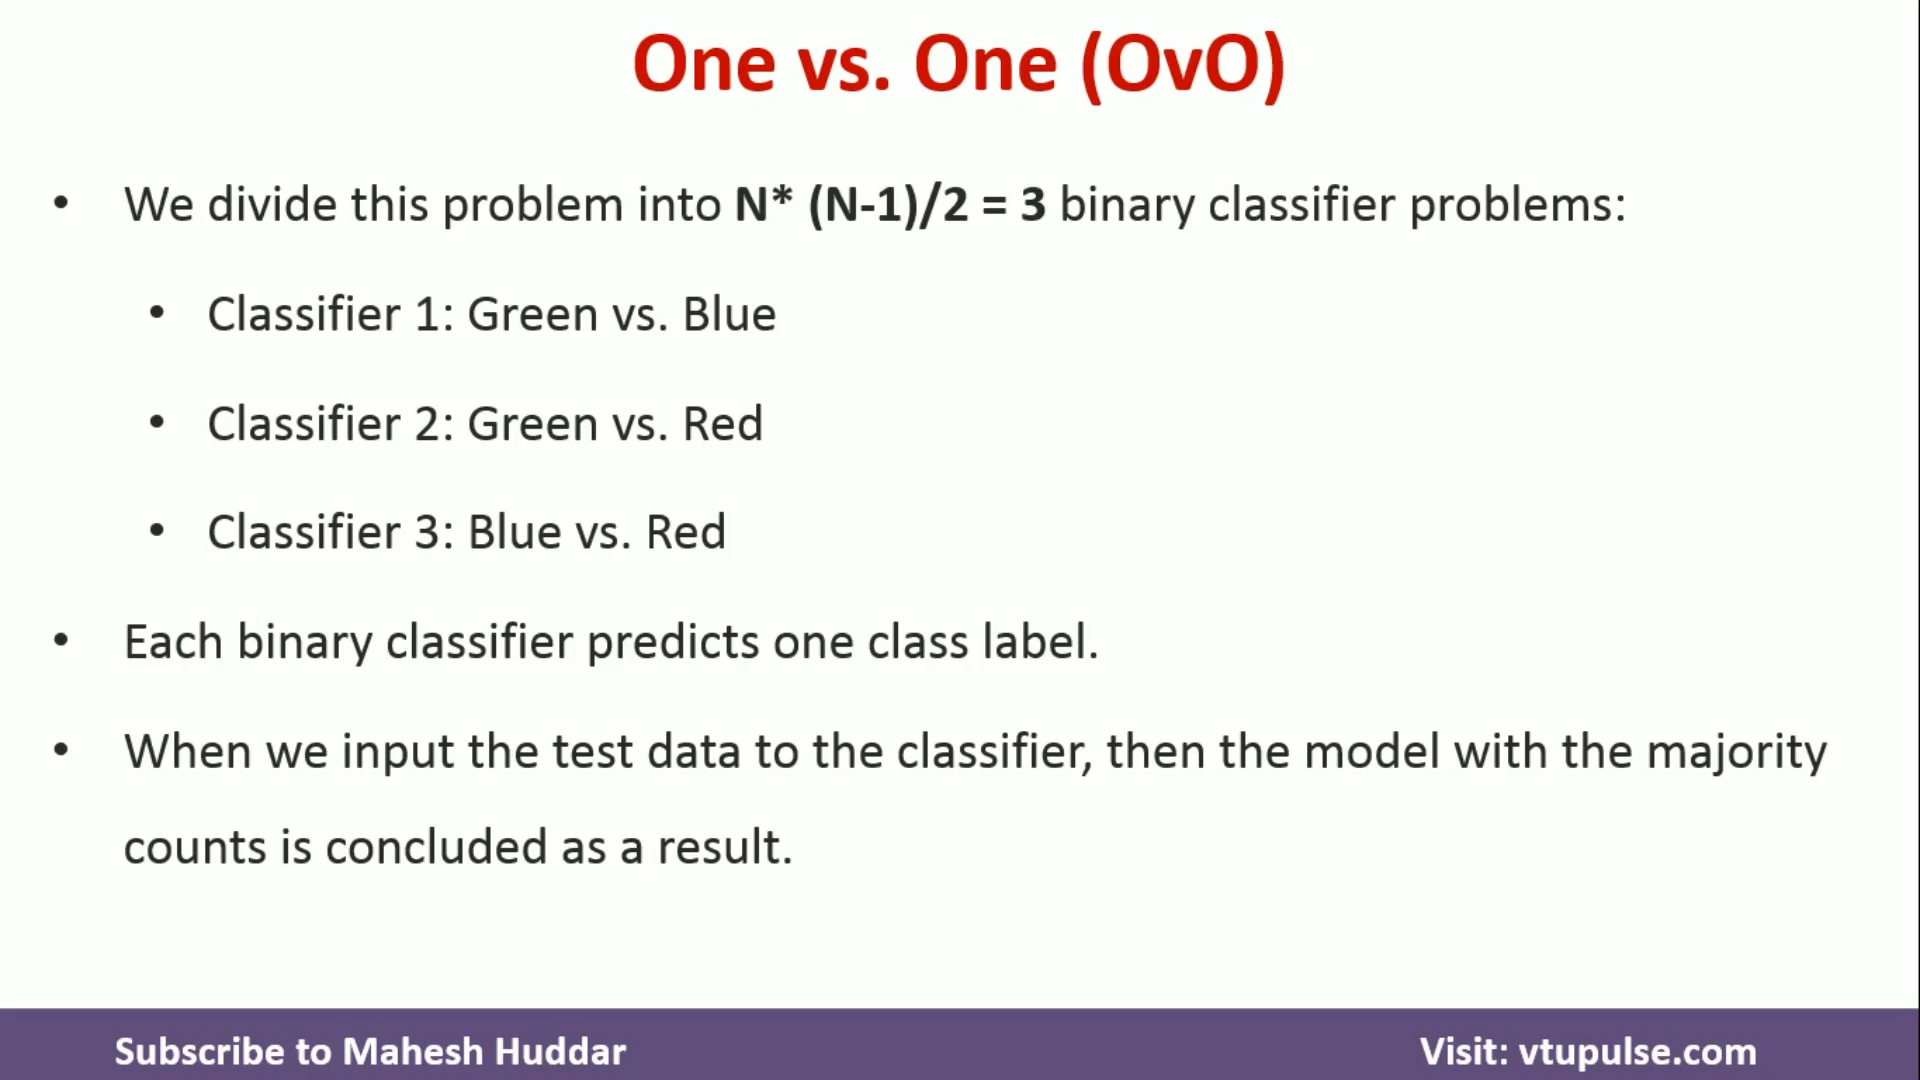 One vs. One (OvO)
• We divide this problem into N* (N-1)/2 = 3 binary classifier problems:
• Classifier 1: Green vs. Blue
• Classifier 2: Green vs. Red
• Classifier 3: Blue vs. Red
• Each binary classifier predicts one class label.
• When we input the test data to the classifier, then the model with the majority
counts is concluded as a result.
Subscribe to Mahesh Huddar
Visit: vtupulse.com